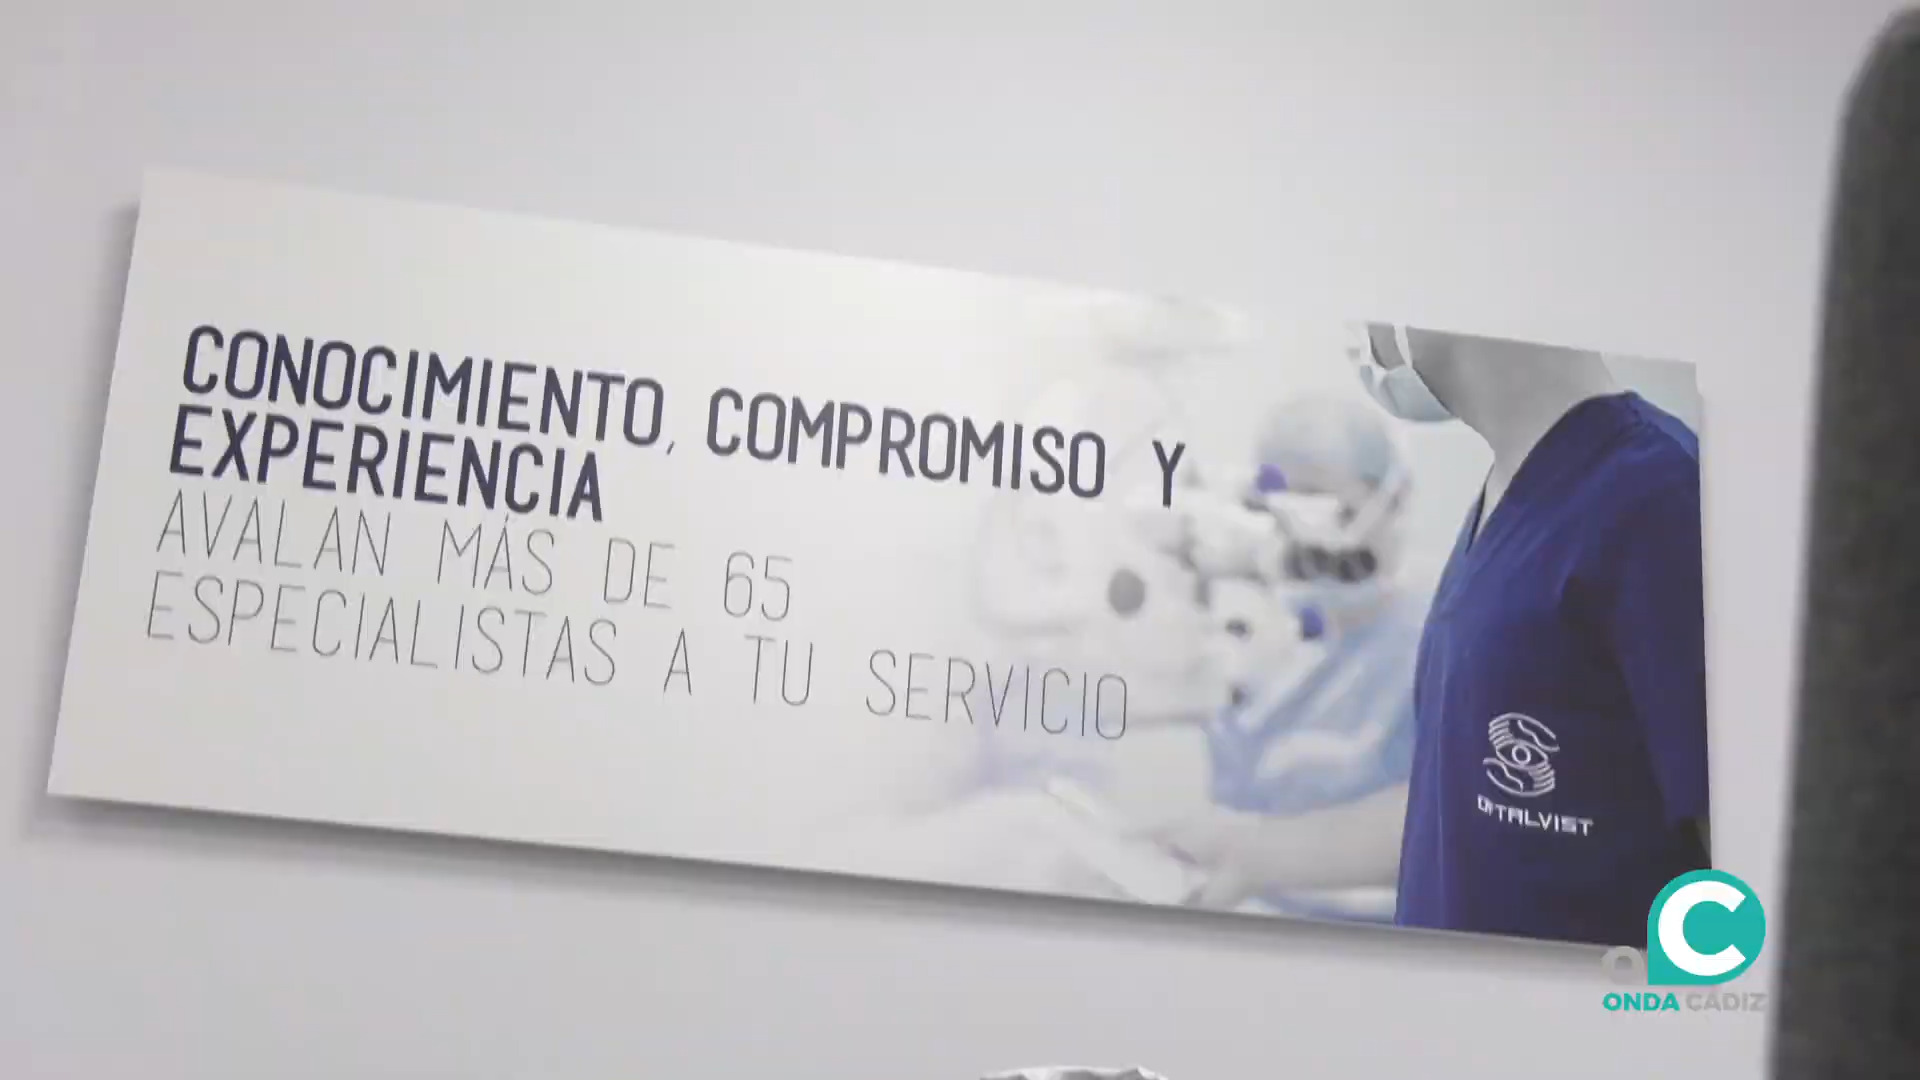 CONOCIMIENTO, COMPROMISO Y
EXPERIENCIA
AVALAN MÁS DE 65
ESPECIALISTAS A TU SERVICIO
OFTALVIST
C
ONDA CADIZ